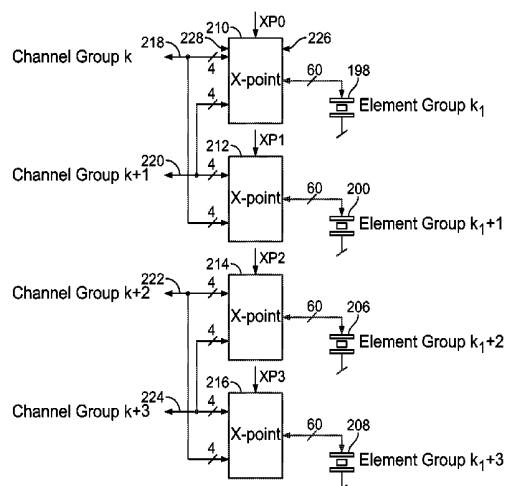 210 XP0
228 226
218
Channel Group k
4 X-point 60 198
4 Element Group k1
212 XP1
220
Channel Group k+1 4
X-point 60 200
4 Element Group k1+1
214 XP2
222
Channel Group k+2 4
X-point 60 206
4 Element Group k1+2
216 XP3
224
Channel Group k+3 4
X-point 60 208
4 Element Group k1+3